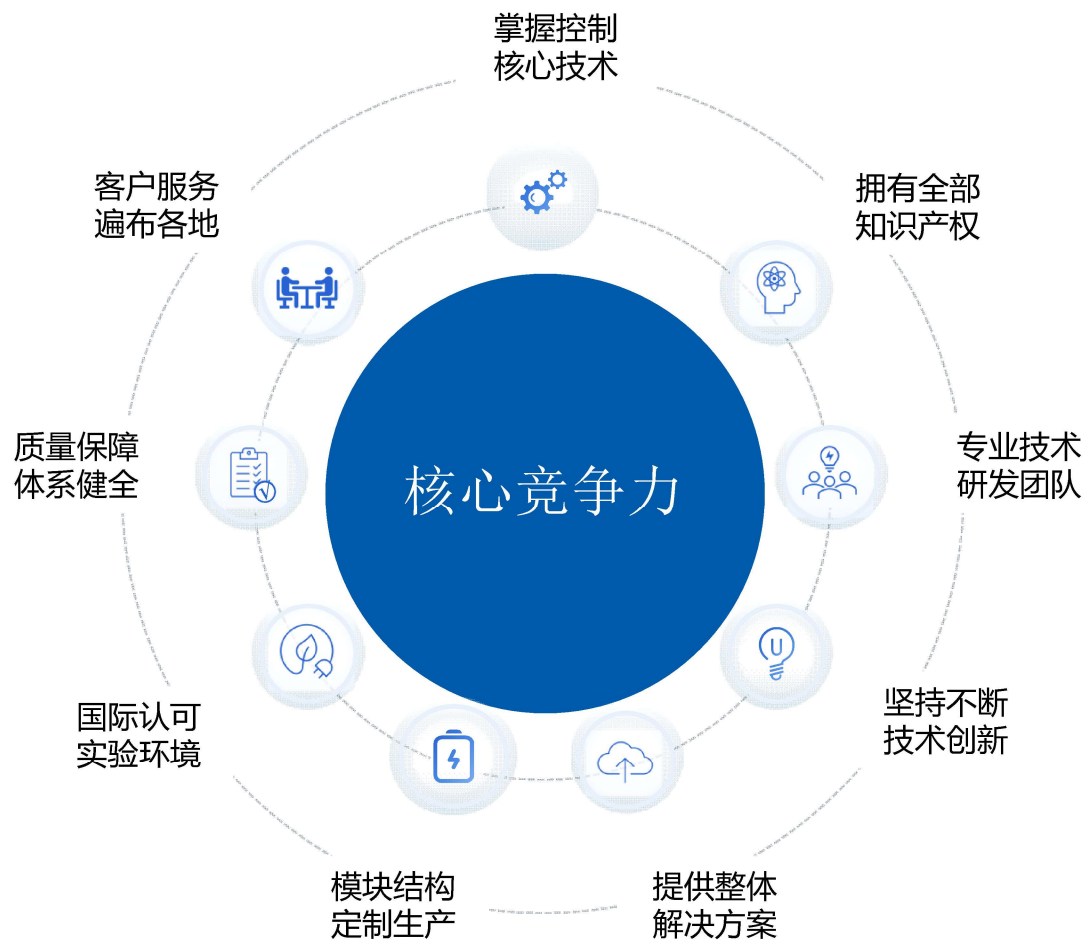 掌握控制
核心技术
拥有全部
知识产权
专业技术
研发团队
坚持不断
技术创新
提供整体
解决方案
模块结构
定制生产
国际认可
实验环境
质量保障
体系健全
客户服务
遍布各地
核心竞争力
U